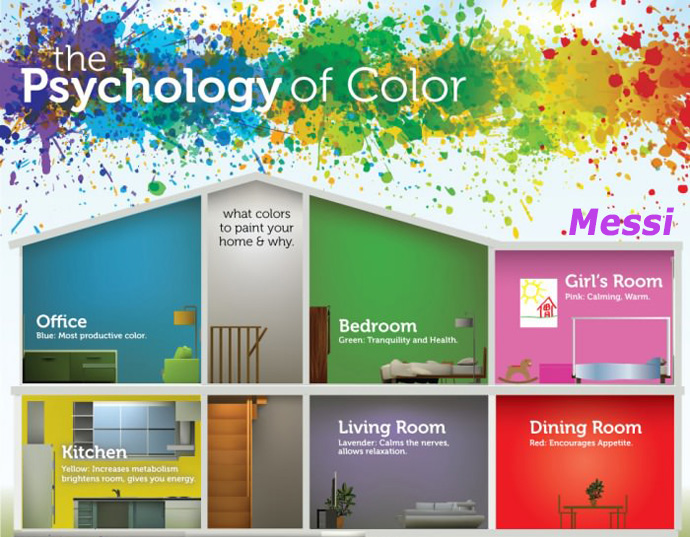 the
Psychology of Color
what colors
to paint your
home & why.
Messi
Office
Blue: Most productive color.
Bedroom
Green: Tranquility and Health.
Girl's Room
Pink: Calming, Warm.
Kitchen
Yellow: Increases metabolism
brightens room, gives you energy.
Living Room
Lavender: Calms the nerves,
allows relaxation.
Dining Room
Red: Encourages Appetite.